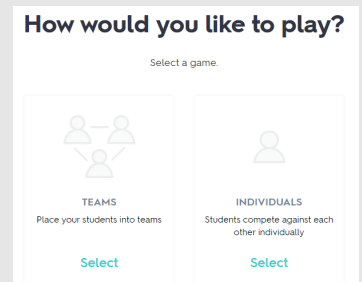 How would you like to play?
Select a game.
TEAMS
Place your students into teams
Select
INDIVIDUALS
Students compete against each
other individually
Select